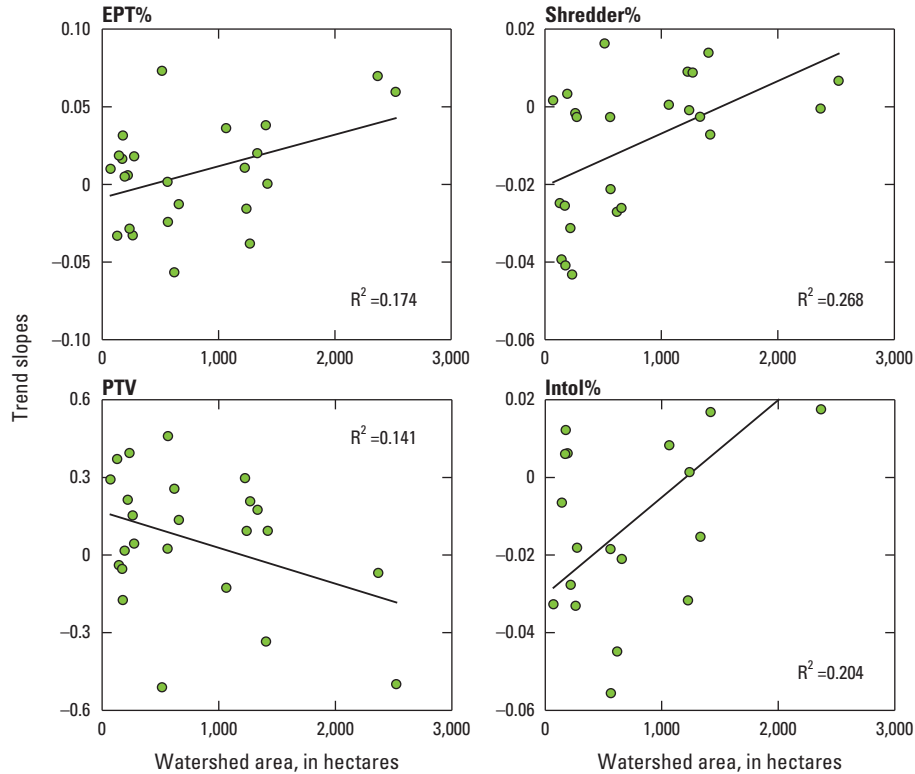 EPT%
Shredder%
0.10
0.05
0
−0.05
−0.10
0.02
0
−0.02
−0.04
−0.06
R² =0.174
R² =0.268
0 1,000 2,000 3,000
0 1,000 2,000 3,000
Trend slopes
PTV
Intol%
0.6
0.3
0
−0.3
−0.6
0.02
0
−0.02
−0.04
−0.06
R² =0.141
R² =0.204
0 1,000 2,000 3,000
0 1,000 2,000 3,000
Watershed area, in hectares
Watershed area, in hectares